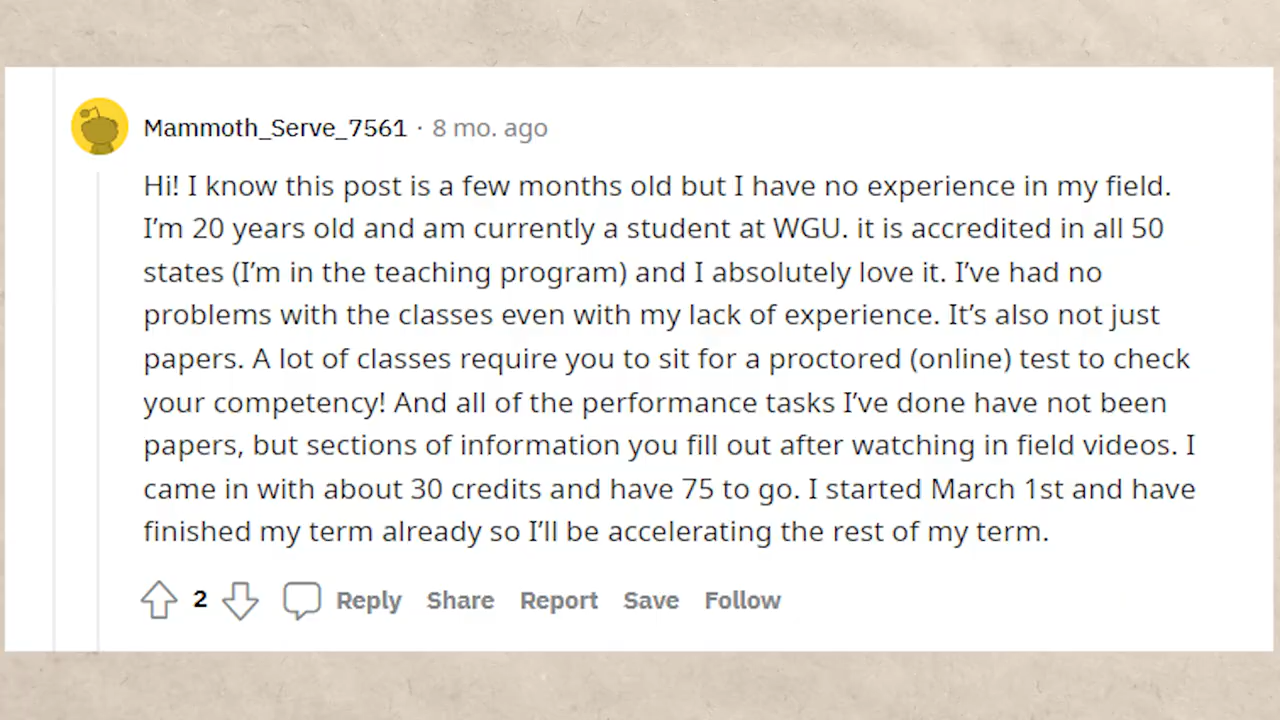 Mammoth_Serve_7561 · 8 mo. ago
Hi! I know this post is a few months old but I have no experience in my field.
I’m 20 years old and am currently a student at WGU. it is accredited in all 50
states (I’m in the teaching program) and I absolutely love it. I’ve had no
problems with the classes even with my lack of experience. It’s also not just
papers. A lot of classes require you to sit for a proctored (online) test to check
your competency! And all of the performance tasks I’ve done have not been
papers, but sections of information you fill out after watching in field videos. I
came in with about 30 credits and have 75 to go. I started March 1st and have
finished my term already so I’ll be accelerating the rest of my term.
2 Reply Share Report Save Follow